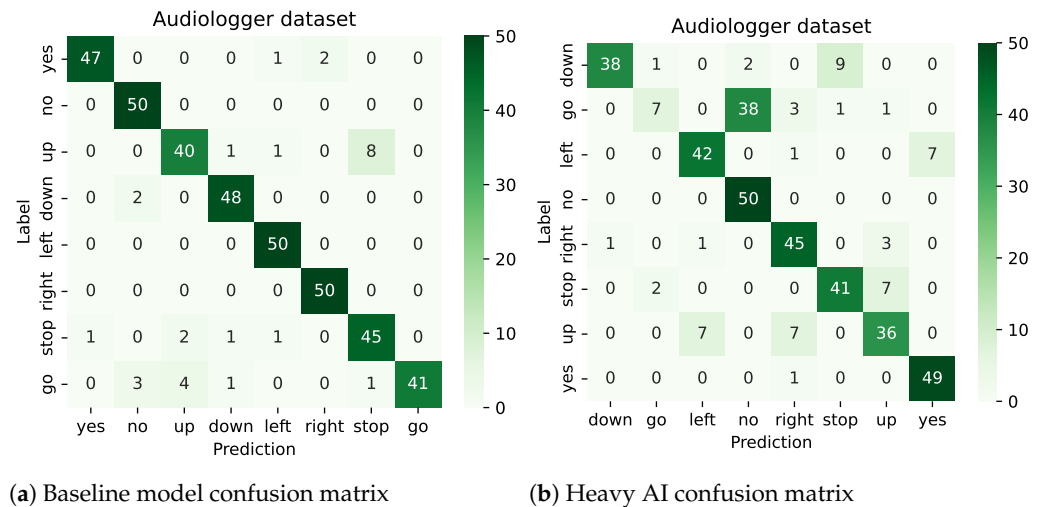 Audiologger dataset
yes 47 0 0 0 1 2 0 0
no 0 50 0 0 0 0 0 0
up 0 0 40 1 1 0 8 0
down 0 2 0 48 0 0 0 0
left 0 0 0 0 50 0 0 0
right 0 0 0 0 0 50 0 0
stop 1 0 2 1 1 0 45 0
go 0 3 4 1 0 0 1 41
Label
yes no up down left right stop go
Prediction
50
40
30
20
10
0
(a) Baseline model confusion matrix
Audiologger dataset
down 38 1 0 2 0 9 0 0
go 0 7 0 38 3 1 1 0
left 0 0 42 0 1 0 0 7
no 0 0 0 50 0 0 0 0
right 1 0 1 0 45 0 3 0
stop 0 2 0 0 0 41 7 0
up 0 0 7 0 7 0 36 0
yes 0 0 0 0 1 0 0 49
Label
down go left no right stop up yes
Prediction
50
40
30
20
10
0
(b) Heavy AI confusion matrix